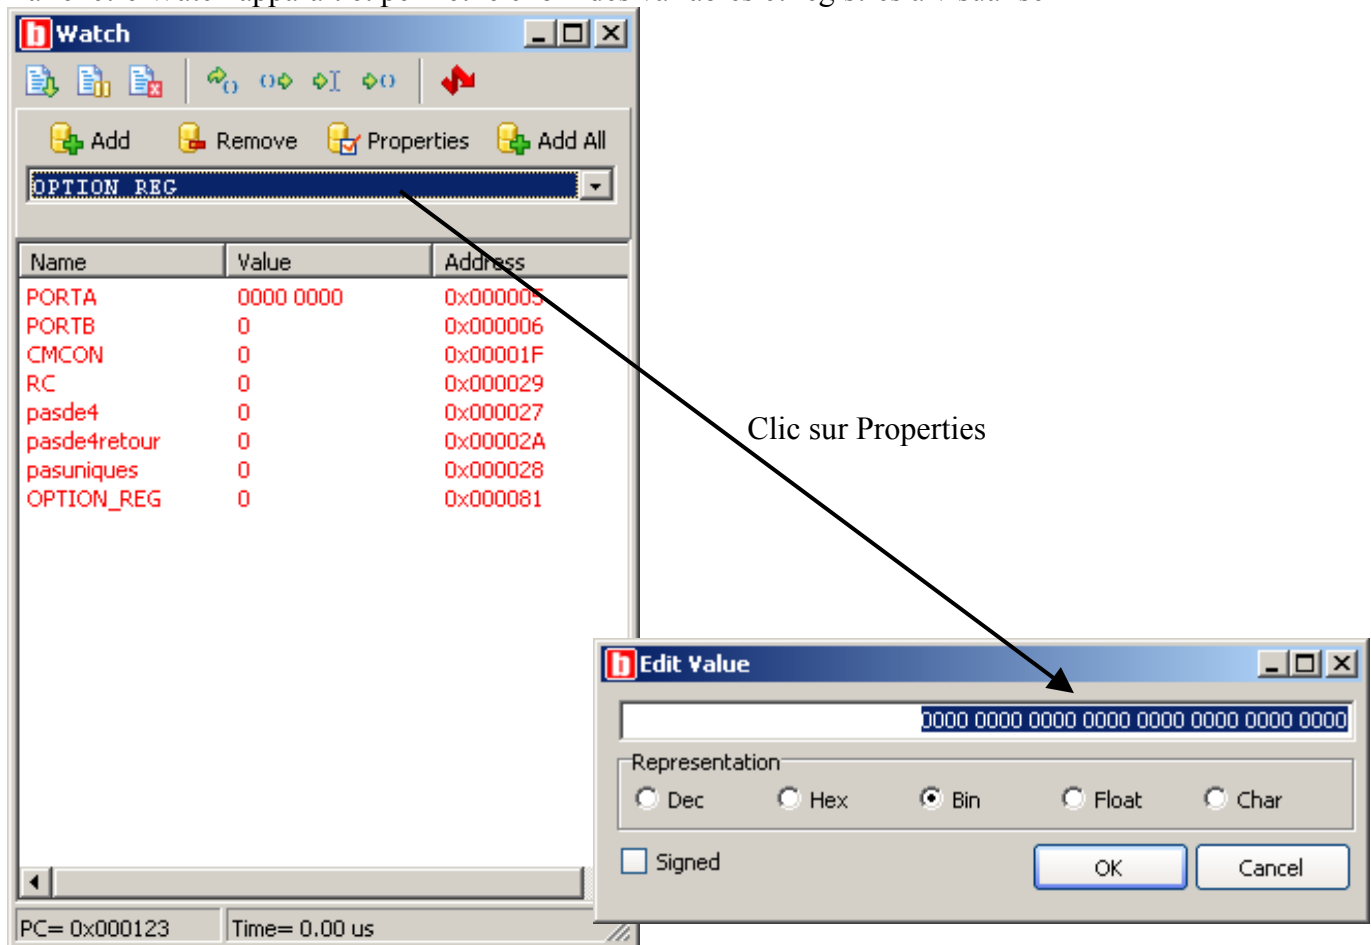 Watch
Add Remove Properties Add All
OPTION REG
Name Value Address
PORTA 0000 0000 0x000005
PORTB 0 0x000006
CMCON 0 0x00001F
RC 0 0x000029
pasde4 0 0x000027
pasde4retour 0 0x00002A
pasuniques 0 0x000028
OPTION_REG 0 0x000081
Clic sur Properties
Edit Value
0000 0000 0000 0000 0000 0000 0000 0000
Representation
Dec Hex Bin Float Char
Signed
OK Cancel
PC= 0x000123 Time= 0.00 us